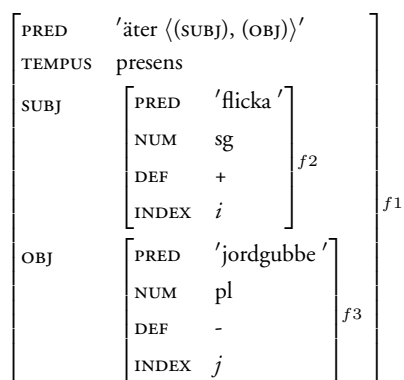 PRED 'äter ⟨(SUBJ), (OBJ)⟩'
TEMPUS presens
SUBJ PRED 'flicka '
NUM sg
DEF +
INDEX i
f2
f1
OBJ PRED 'jordgubbe '
NUM pl
DEF -
INDEX j
f3